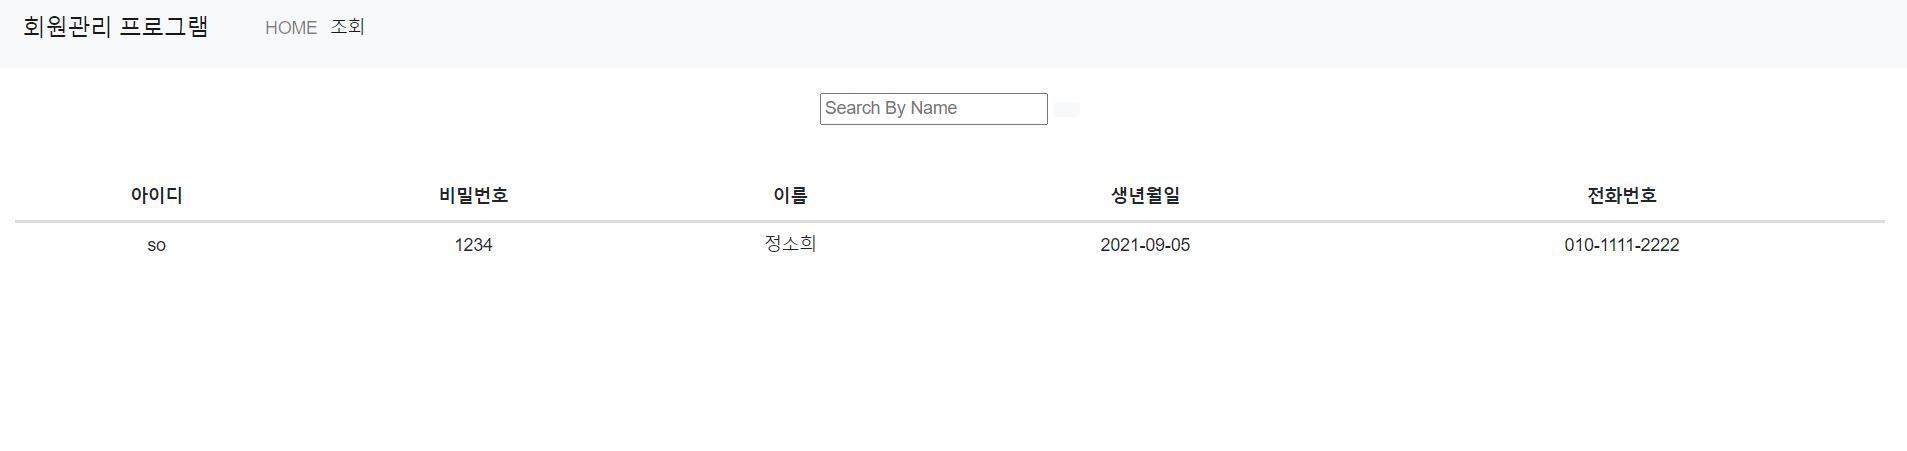 회원관리 프로그램 HOME 조회
Search By Name
아이디 비밀번호 이름 생년월일 전화번호
so 1234 정소희 2021-09-05 010-1111-2222